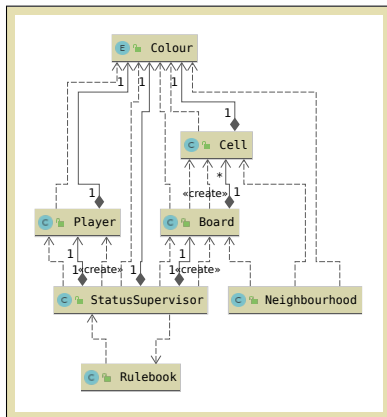 E Colour
1 1 1
1
C Cell
*
«create» 1
1
C Player
C Board
1 1
1 «create» 1 1 «create»
C StatusSupervisor
C Neighbourhood
C Rulebook